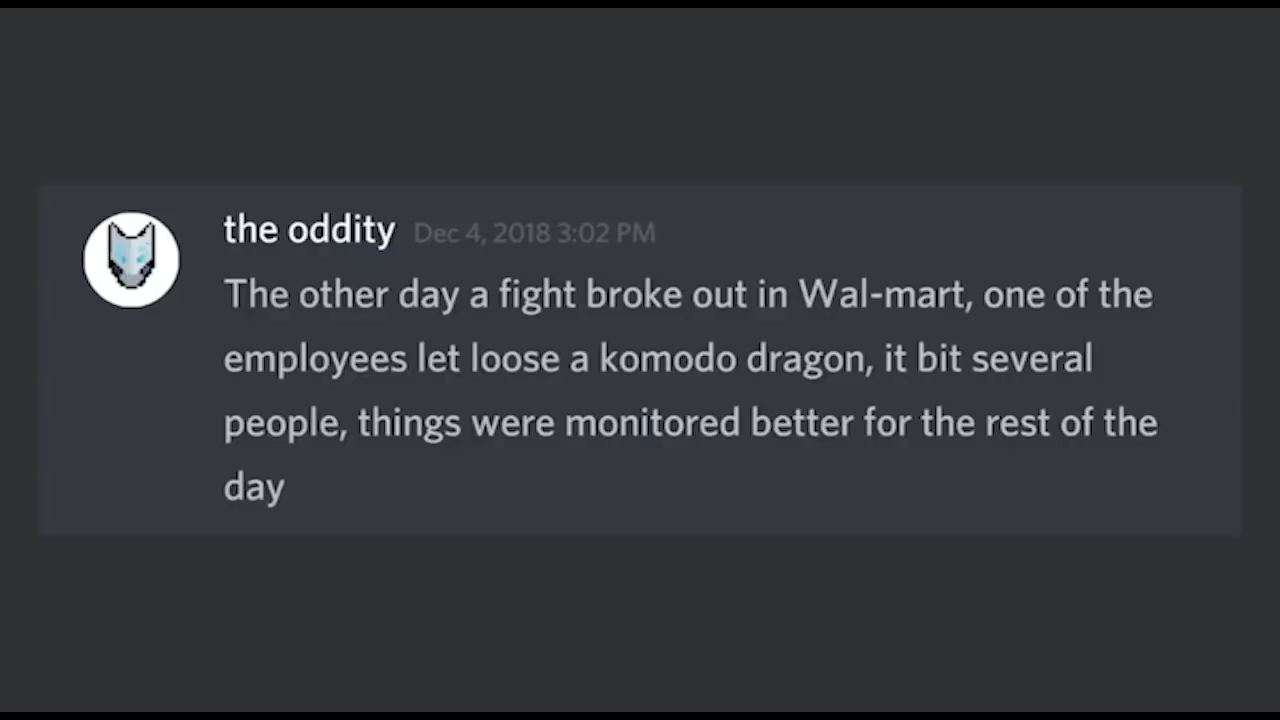 the oddity Dec 4, 2018 3:02 PM
The other day a fight broke out in Wal-mart, one of the
employees let loose a komodo dragon, it bit several
people, things were monitored better for the rest of the
day